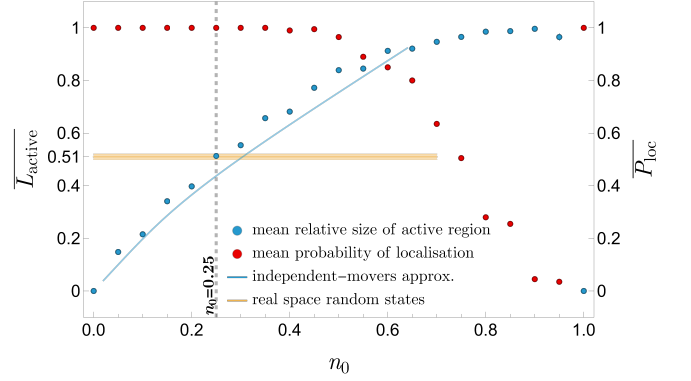 1
0.8
0.6
0.51
0.4
0.2
0
L_active
1
0.8
0.6
0.4
0.2
0
P_loc
mean relative size of active region
mean probability of localisation
independent–movers approx.
real space random states
n₀=0.25
0.0
0.2
0.4
0.6
0.8
1.0
n₀